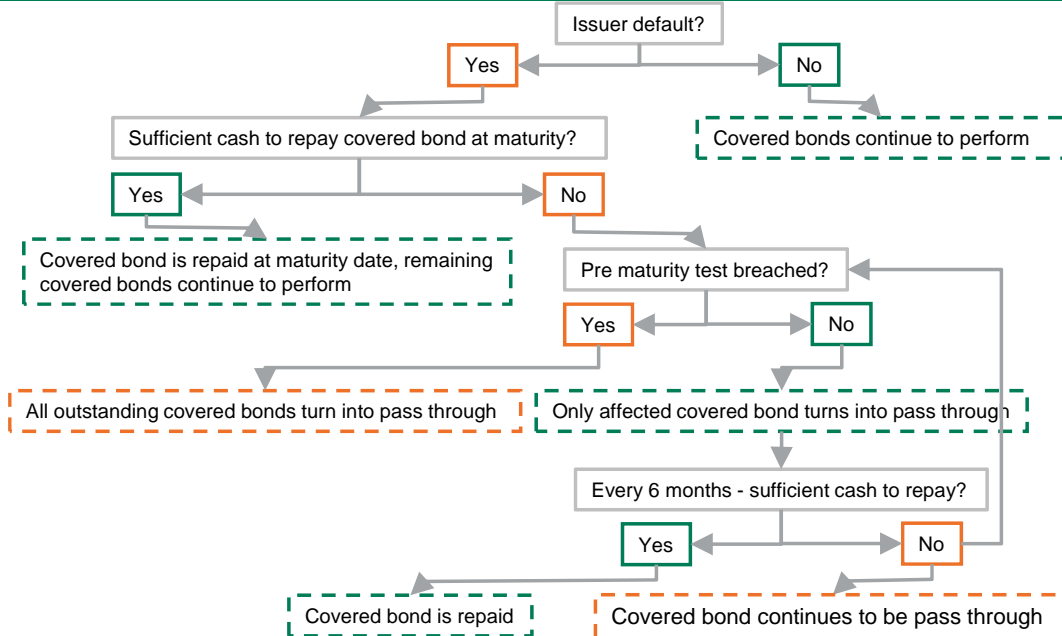 Issuer default?
Yes
No
Sufficient cash to repay covered bond at maturity?
Covered bonds continue to perform
Yes
No
Covered bond is repaid at maturity date, remaining
covered bonds continue to perform
Pre maturity test breached?
Yes
No
All outstanding covered bonds turn into pass through
Only affected covered bond turns into pass through
Every 6 months - sufficient cash to repay?
Yes
No
Covered bond is repaid
Covered bond continues to be pass through